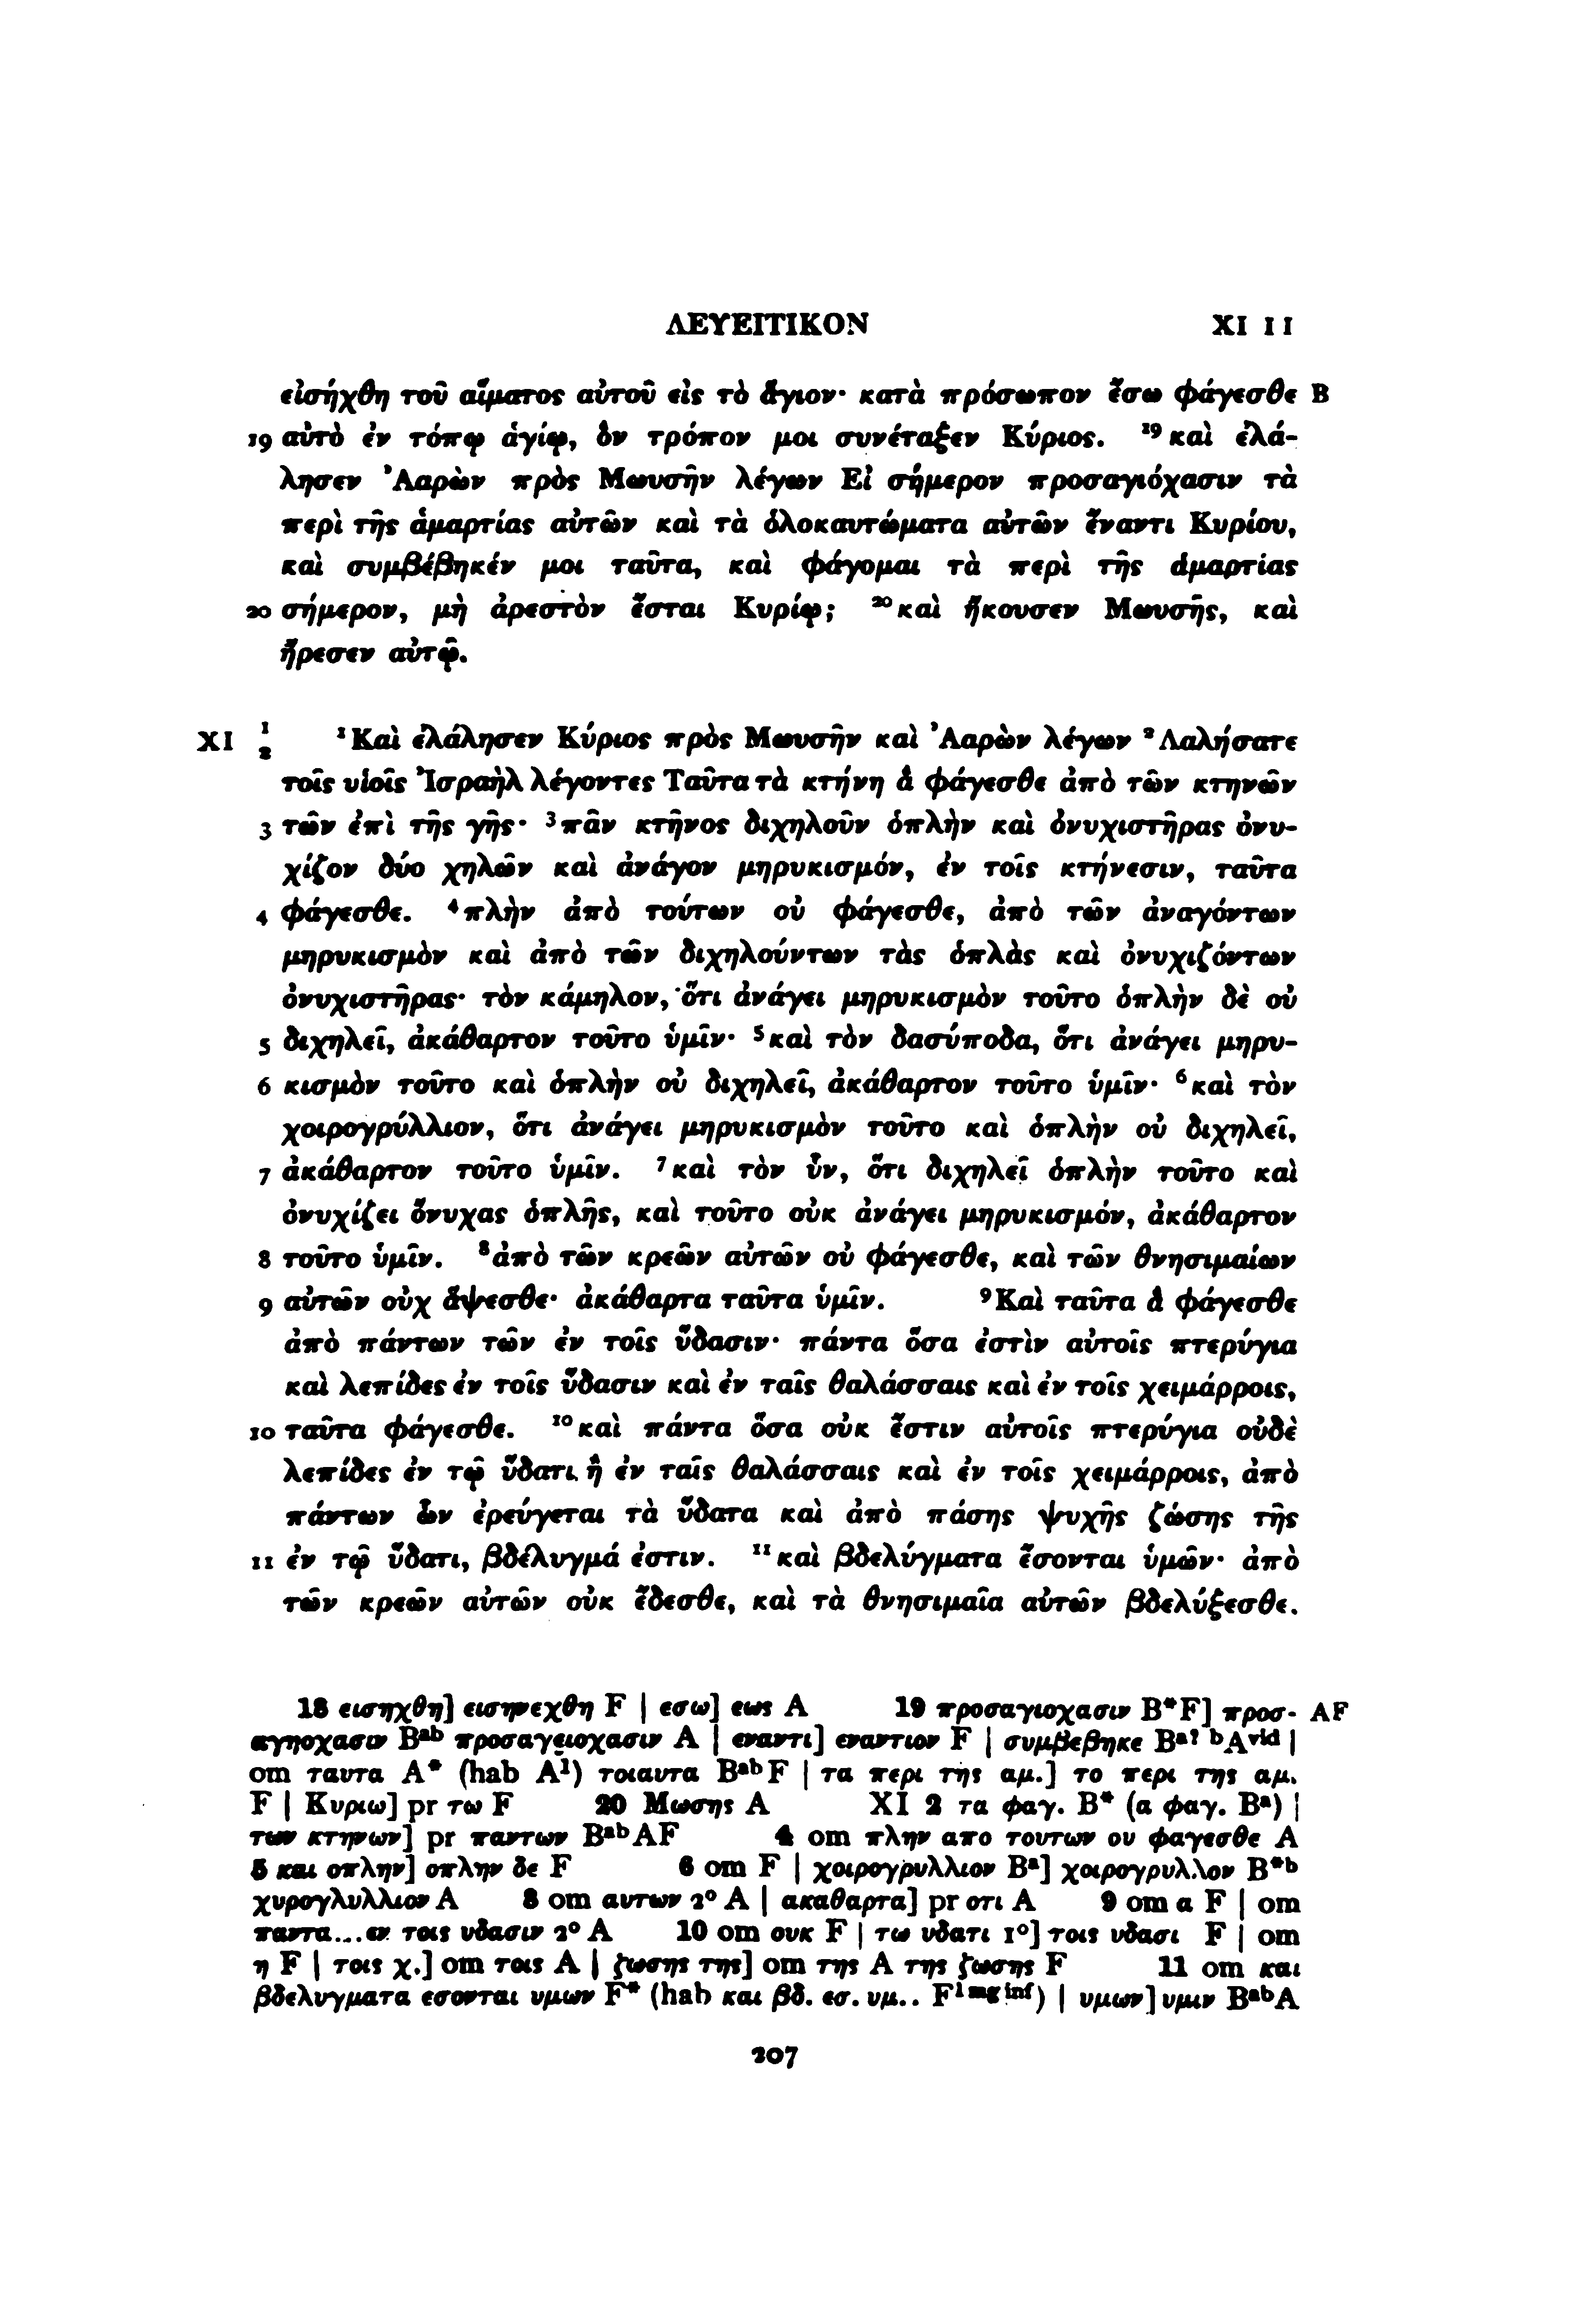 ΛΕΥΕΙΤΙΚΟΝ XI 11
εἰσήχθη τοῦ αἵματος αὐτοῦ εἰς τὸ ἅγιον· κατὰ πρόσωπον ἔσω φάγεσθε B
19 αὐτὸ ἐν τόπῳ ἁγίῳ, ὃν τρόπον μοι συνέταξεν Κύριος. ¹⁹καὶ ἐλά-
λησεν Ἀαρὼν πρὸς Μωυσῆν λέγων Εἰ σήμερον προσαγιόχασιν τὰ
περὶ τῆς ἁμαρτίας αὐτῶν καὶ τὰ ὁλοκαυτώματα αὐτῶν ἔναντι Κυρίου,
καὶ συμβέβηκέν μοι ταῦτα, καὶ φάγομαι τὰ περὶ τῆς ἁμαρτίας
20 σήμερον, μὴ ἀρεστὸν ἔσται Κυρίῳ; ²⁰καὶ ἤκουσεν Μωυσῆς, καὶ
ἤρεσεν αὐτῷ.
XI 1 2 ¹Καὶ ἐλάλησεν Κύριος πρὸς Μωυσῆν καὶ Ἀαρὼν λέγων ²Λαλήσατε
τοῖς υἱοῖς Ἰσραὴλ λέγοντες Ταῦτα τὰ κτήνη ἃ φάγεσθε ἀπὸ τῶν κτηνῶν
3 τῶν ἐπὶ τῆς γῆς· ³πᾶν κτῆνος διχηλοῦν ὁπλὴν καὶ ὀνυχιστῆρας ὀνυ-
χίζον δύο χηλῶν καὶ ἀνάγον μηρυκισμόν, ἐν τοῖς κτήνεσιν, ταῦτα
4 φάγεσθε. ⁴πλὴν ἀπὸ τούτων οὐ φάγεσθε, ἀπὸ τῶν ἀναγόντων
μηρυκισμὸν καὶ ἀπὸ τῶν διχηλούντων τὰς ὁπλὰς καὶ ὀνυχιζόντων
ὀνυχιστῆρας· τὸν κάμηλον, ὅτι ἀνάγει μηρυκισμὸν τοῦτο ὁπλὴν δὲ οὐ
5 διχηλεῖ, ἀκάθαρτον τοῦτο ὑμῖν· ⁵καὶ τὸν δασύποδα, ὅτι ἀνάγει μηρυ-
6 κισμὸν τοῦτο καὶ ὁπλὴν οὐ διχηλεῖ, ἀκάθαρτον τοῦτο ὑμῖν· ⁶καὶ τὸν
χοιρογρύλλιον, ὅτι ἀνάγει μηρυκισμὸν τοῦτο καὶ ὁπλὴν οὐ διχηλεῖ,
7 ἀκάθαρτον τοῦτο ὑμῖν. ⁷καὶ τὸν ὗν, ὅτι διχηλεῖ ὁπλὴν τοῦτο καὶ
ὀνυχίζει ὄνυχας ὁπλῆς, καὶ τοῦτο οὐκ ἀνάγει μηρυκισμόν, ἀκάθαρτον
8 τοῦτο ὑμῖν. ⁸ἀπὸ τῶν κρεῶν αὐτῶν οὐ φάγεσθε, καὶ τῶν θνησιμαίων
9 αὐτῶν οὐχ ἅψεσθε· ἀκάθαρτα ταῦτα ὑμῖν. ⁹Καὶ ταῦτα ἃ φάγεσθε
ἀπὸ πάντων τῶν ἐν τοῖς ὕδασιν· πάντα ὅσα ἐστὶν αὐτοῖς πτερύγια
καὶ λεπίδες ἐν τοῖς ὕδασιν καὶ ἐν ταῖς θαλάσσαις καὶ ἐν τοῖς χειμάρροις,
10 ταῦτα φάγεσθε. ¹⁰καὶ πάντα ὅσα οὐκ ἔστιν αὐτοῖς πτερύγια οὐδὲ
λεπίδες ἐν τῷ ὕδατι ἢ ἐν ταῖς θαλάσσαις καὶ ἐν τοῖς χειμάρροις, ἀπὸ
πάντων ὧν ἐρεύγεται τὰ ὕδατα καὶ ἀπὸ πάσης ψυχῆς ζώσης τῆς
11 ἐν τῷ ὕδατι, βδέλυγμά ἐστιν. ¹¹καὶ βδελύγματα ἔσονται ὑμῶν· ἀπὸ
τῶν κρεῶν αὐτῶν οὐκ ἔδεσθε, καὶ τὰ θνησιμαῖα αὐτῶν βδελύξεσθε.
18 εισηχθη] εισηνεχθη F | εσω] εως A 19 προσαγιοχασιν B*F] προσ- AF
αγηοχασιν Bᵃᵇ προσαγειοχασιν A | εναντι] εναντιον F | συμβεβηκε Bᵃ? ᵇAᵛⁱᵈ |
om ταυτα A* (hab A¹) τοιαυτα BᵃᵇF | τα περι της αμ.] το περι της αμ.
F | Κυριω] pr τω F 20 Μωσης A XI 2 τα φαγ. B* (α φαγ. Bᵃ) |
των κτηνων] pr παντων BᵃᵇAF 4 om πλην απο τουτων ου φαγεσθε A
5 και οπλην] οπλην δε F 6 om F | χοιρογρυλλιον Bᵃ] χοιρογρυλλον B*ᵇ
χυρογλυλλιον A 8 om αυτων 2° A | ακαθαρτα] pr οτι A 9 om α F | om
παντα...εν τοις υδασιν 2° A 10 om ουκ F | τω υδατι 1°] τοις υδασι F | om
η F | τοις χ.] om τοις A | ζωσης της] om της A της ζωσης F 11 om και
βδελυγματα εσονται υμων F* (hab και βδ. εσ. υμ.. F¹ ᵐᵍ ⁱⁿᶠ) | υμων] υμιν BᵃᵇA
207